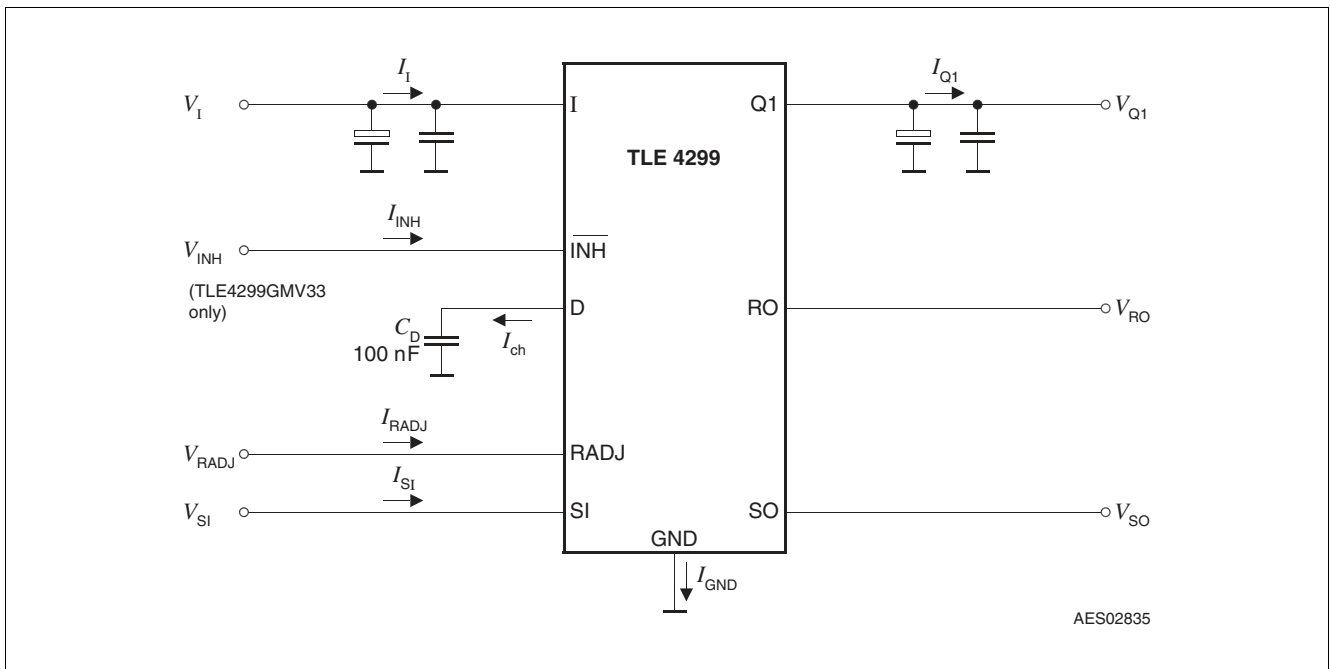 I_I
I_Q1
V_I
I
Q1
V_Q1
TLE 4299
I_INH
V_INH
INH
(TLE4299GMV33
only)
D
RO
V_RO
C_D
100 nF
I_ch
I_RADJ
V_RADJ
RADJ
I_SI
V_SI
SI
SO
V_SO
GND
I_GND
AES02835